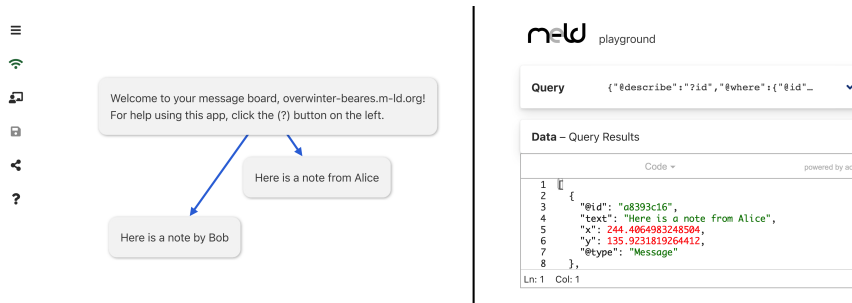 Welcome to your message board, overwinter-beares.m-ld.org!
For help using this app, click the (?) button on the left.
Here is a note from Alice
Here is a note by Bob
?
meld playground
Query {"@describe":"?id","@where":{"@id"…
Data – Query Results
Code
powered by
1 [
2 {
3 "@id": "a8393c16",
4 "text": "Here is a note from Alice",
5 "x": 244.4064983248504,
6 "y": 135.9231819264412,
7 "@type": "Message"
8 },
Ln: 1 Col: 1